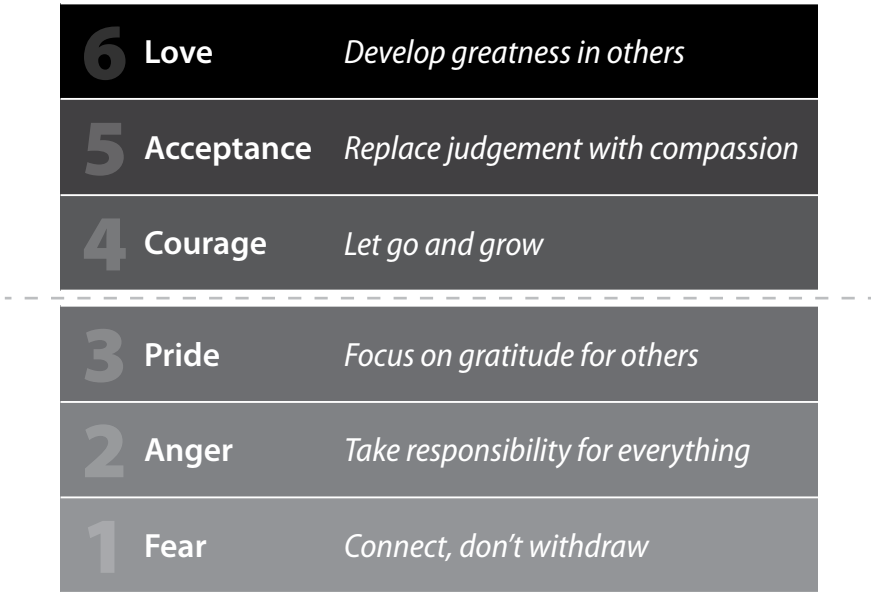 6 Love Develop greatness in others
5 Acceptance Replace judgement with compassion
4 Courage Let go and grow
3 Pride Focus on gratitude for others
2 Anger Take responsibility for everything
1 Fear Connect, don't withdraw